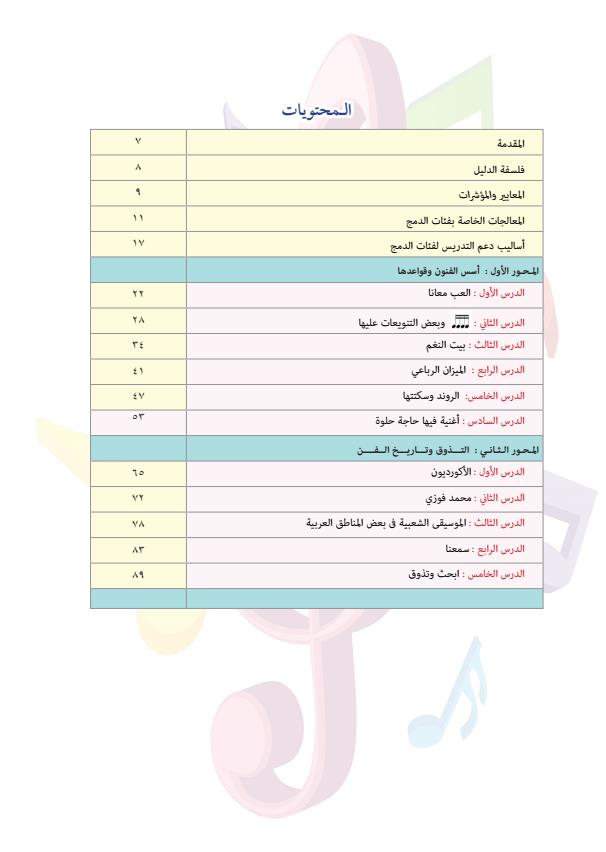 المحتويات
المقدمة ٧
فلسفة الدليل ٨
المعايير والمؤشرات ٩
المعالجات الخاصة بفئات الدمج ١١
أساليب دعم التدريس لفئات الدمج ١٧
المحور الأول : أسس الفنون وقواعدها
الدرس الأول : العب معانا ٢٢
الدرس الثاني : وبعض التنويعات عليها ٢٨
الدرس الثالث : بيت النغم ٣٤
الدرس الرابع : الميزان الرباعي ٤١
الدرس الخامس: الروند وسكتتها ٤٧
الدرس السادس : أغنية فيها حاجة حلوة ٥٣
المحور الثاني : التذوق وتاريخ الفن
الدرس الأول : الأكورديون ٦٥
الدرس الثاني : محمد فوزي ٧٢
الدرس الثالث : الموسيقى الشعبية فى بعض المناطق العربية ٧٨
الدرس الرابع : سمعنا ٨٣
الدرس الخامس : ابحث وتذوق ٨٩